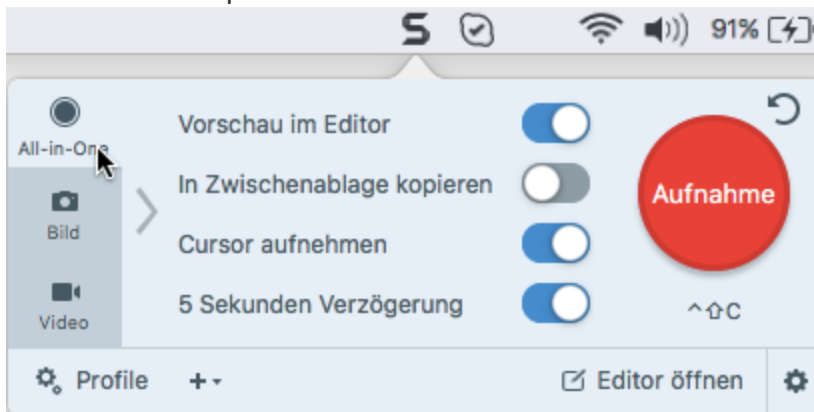 S 91%
All-in-One
Vorschau im Editor
In Zwischenablage kopieren
Aufnahme
Bild
Cursor aufnehmen
5 Sekunden Verzögerung
^⇧C
Video
Profile + Editor öffnen